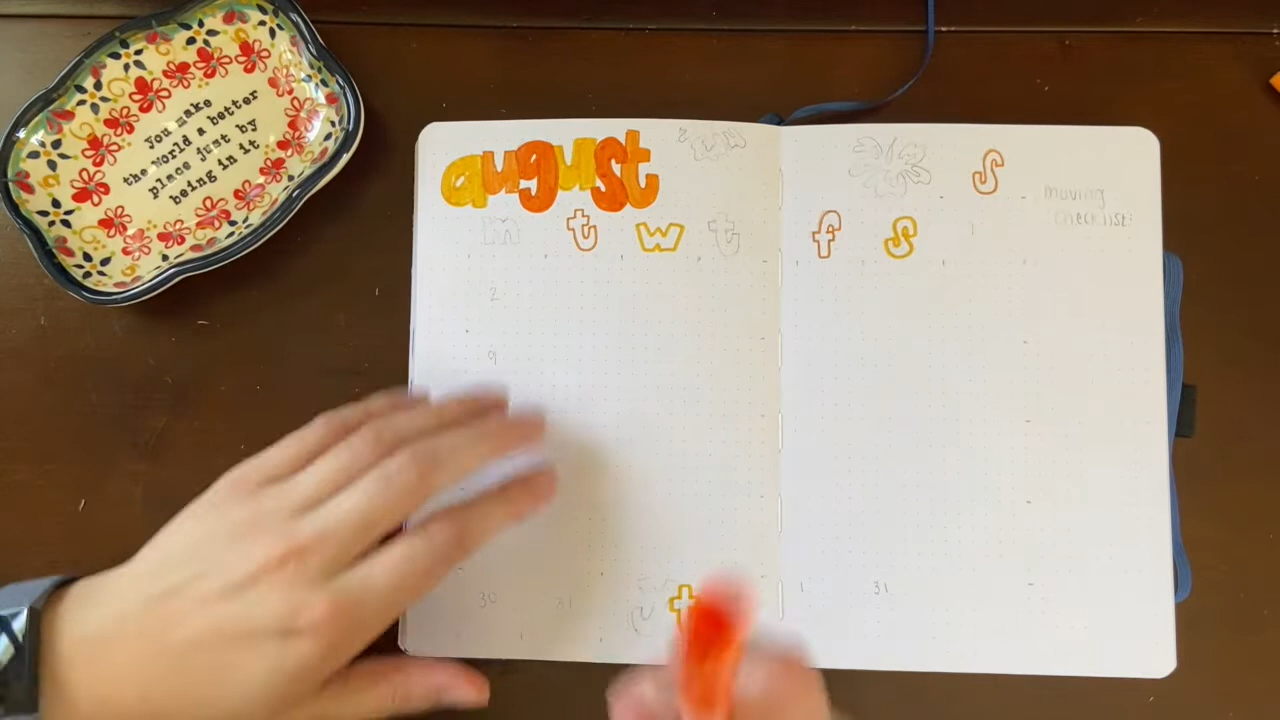 you make
the World a better
place just by
being in it
august
s
moving
checklist:
m t w t f s
2
9
30 31 t 1 31